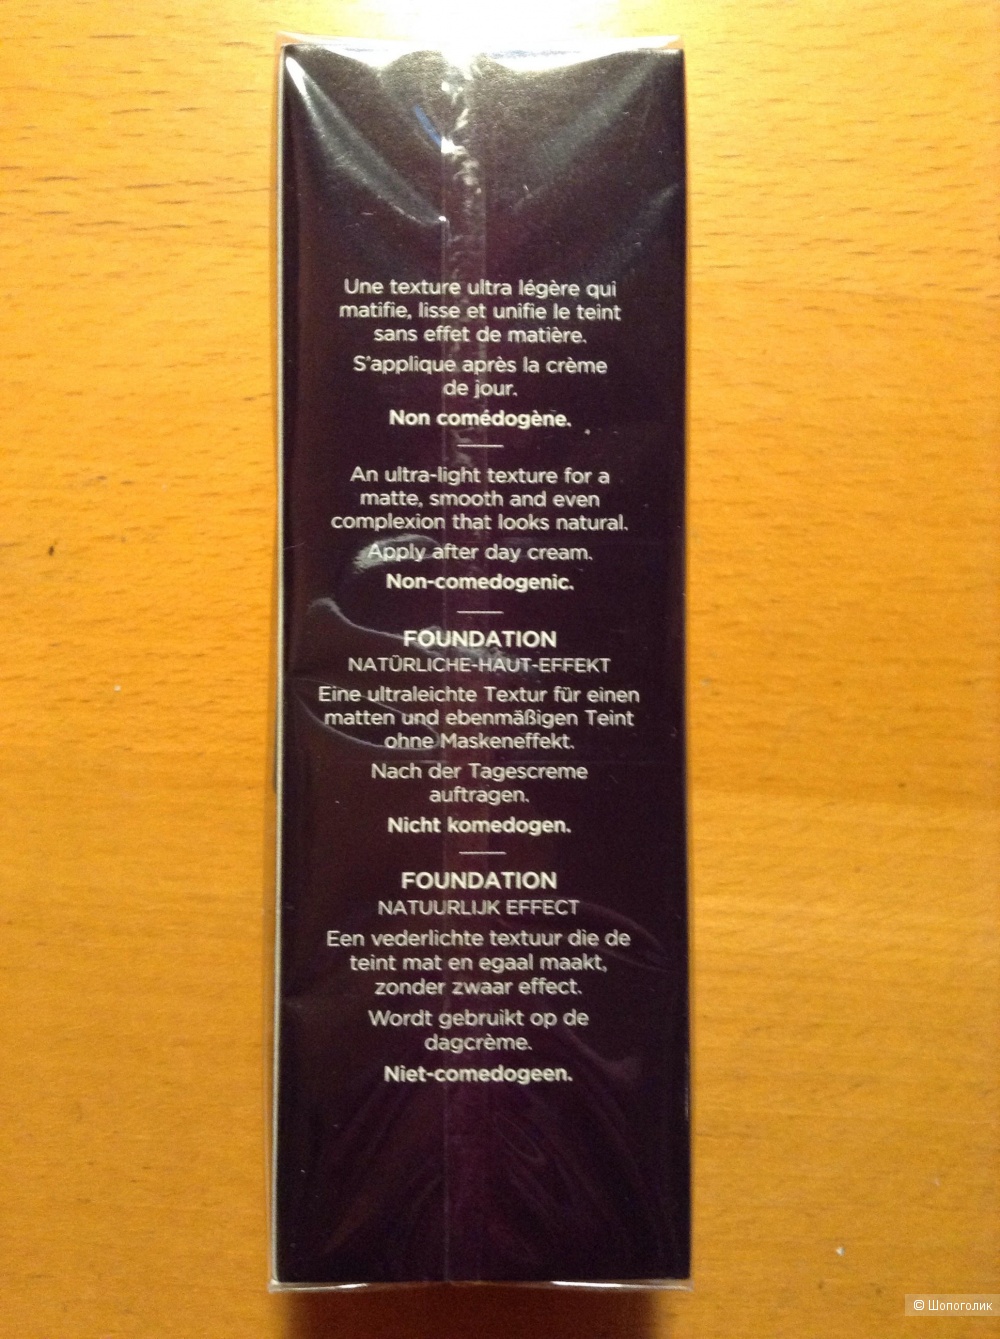 Une texture ultra légère qui
matifie, lisse et unifie le teint
sans effet de matière.
S'applique après la crème
de jour.
Non comédogène.
An ultra-light texture for a
matte, smooth and even
complexion that looks natural.
Apply after day cream.
Non-comedogenic.
FOUNDATION
NATÜRLICHE-HAUT-EFFEKT
Eine ultraleichte Textur für einen
matten und ebenmäßigen Teint
ohne Maskeneffekt.
Nach der Tagescreme
auftragen.
Nicht komedogen.
FOUNDATION
NATUURLIJK EFFECT
Een vederlichte textuur die de
teint mat en egaal maakt,
zonder zwaar effect.
Wordt gebruikt op de
dagcrème.
Niet-comedogeen.
© Шопоголик